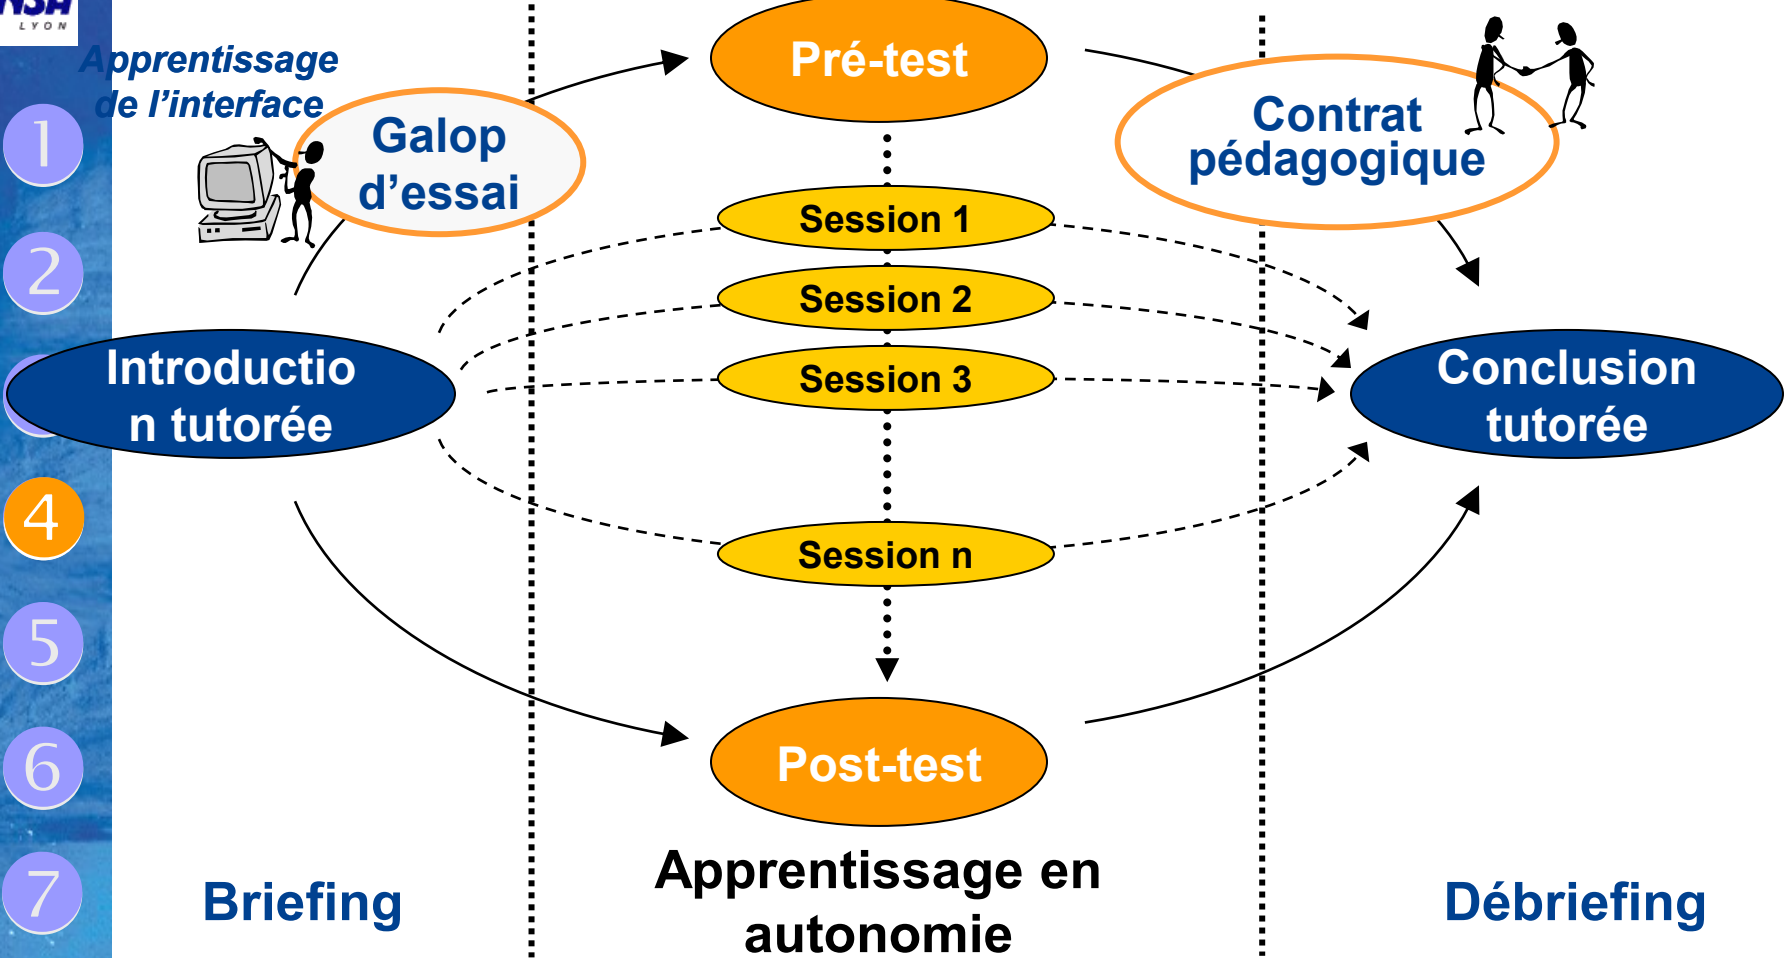 LYON
Apprentissage
de l’interface
Galop
d’essai
Pré-test
Contrat
pédagogique
Session 1
Session 2
Session 3
Session n
Introductio
n tutorée
Conclusion
tutorée
Post-test
1
2
4
5
6
7
Briefing
Apprentissage en
autonomie
Débriefing